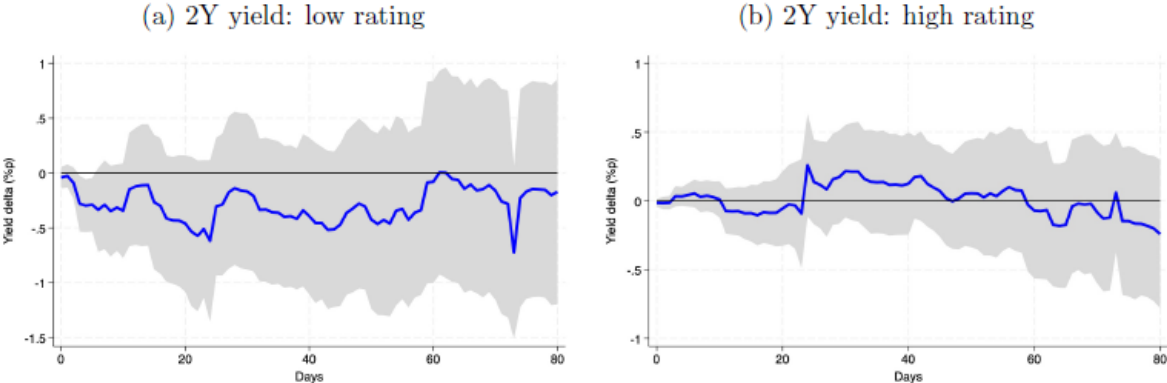 (a) 2Y yield: low rating
(b) 2Y yield: high rating
1
.5
0
-.5
-1
-1.5
Yield delta (%p)
0 20 40 60 80
Days
1
.5
0
-.5
-1
Yield delta (%p)
0 20 40 60 80
Days